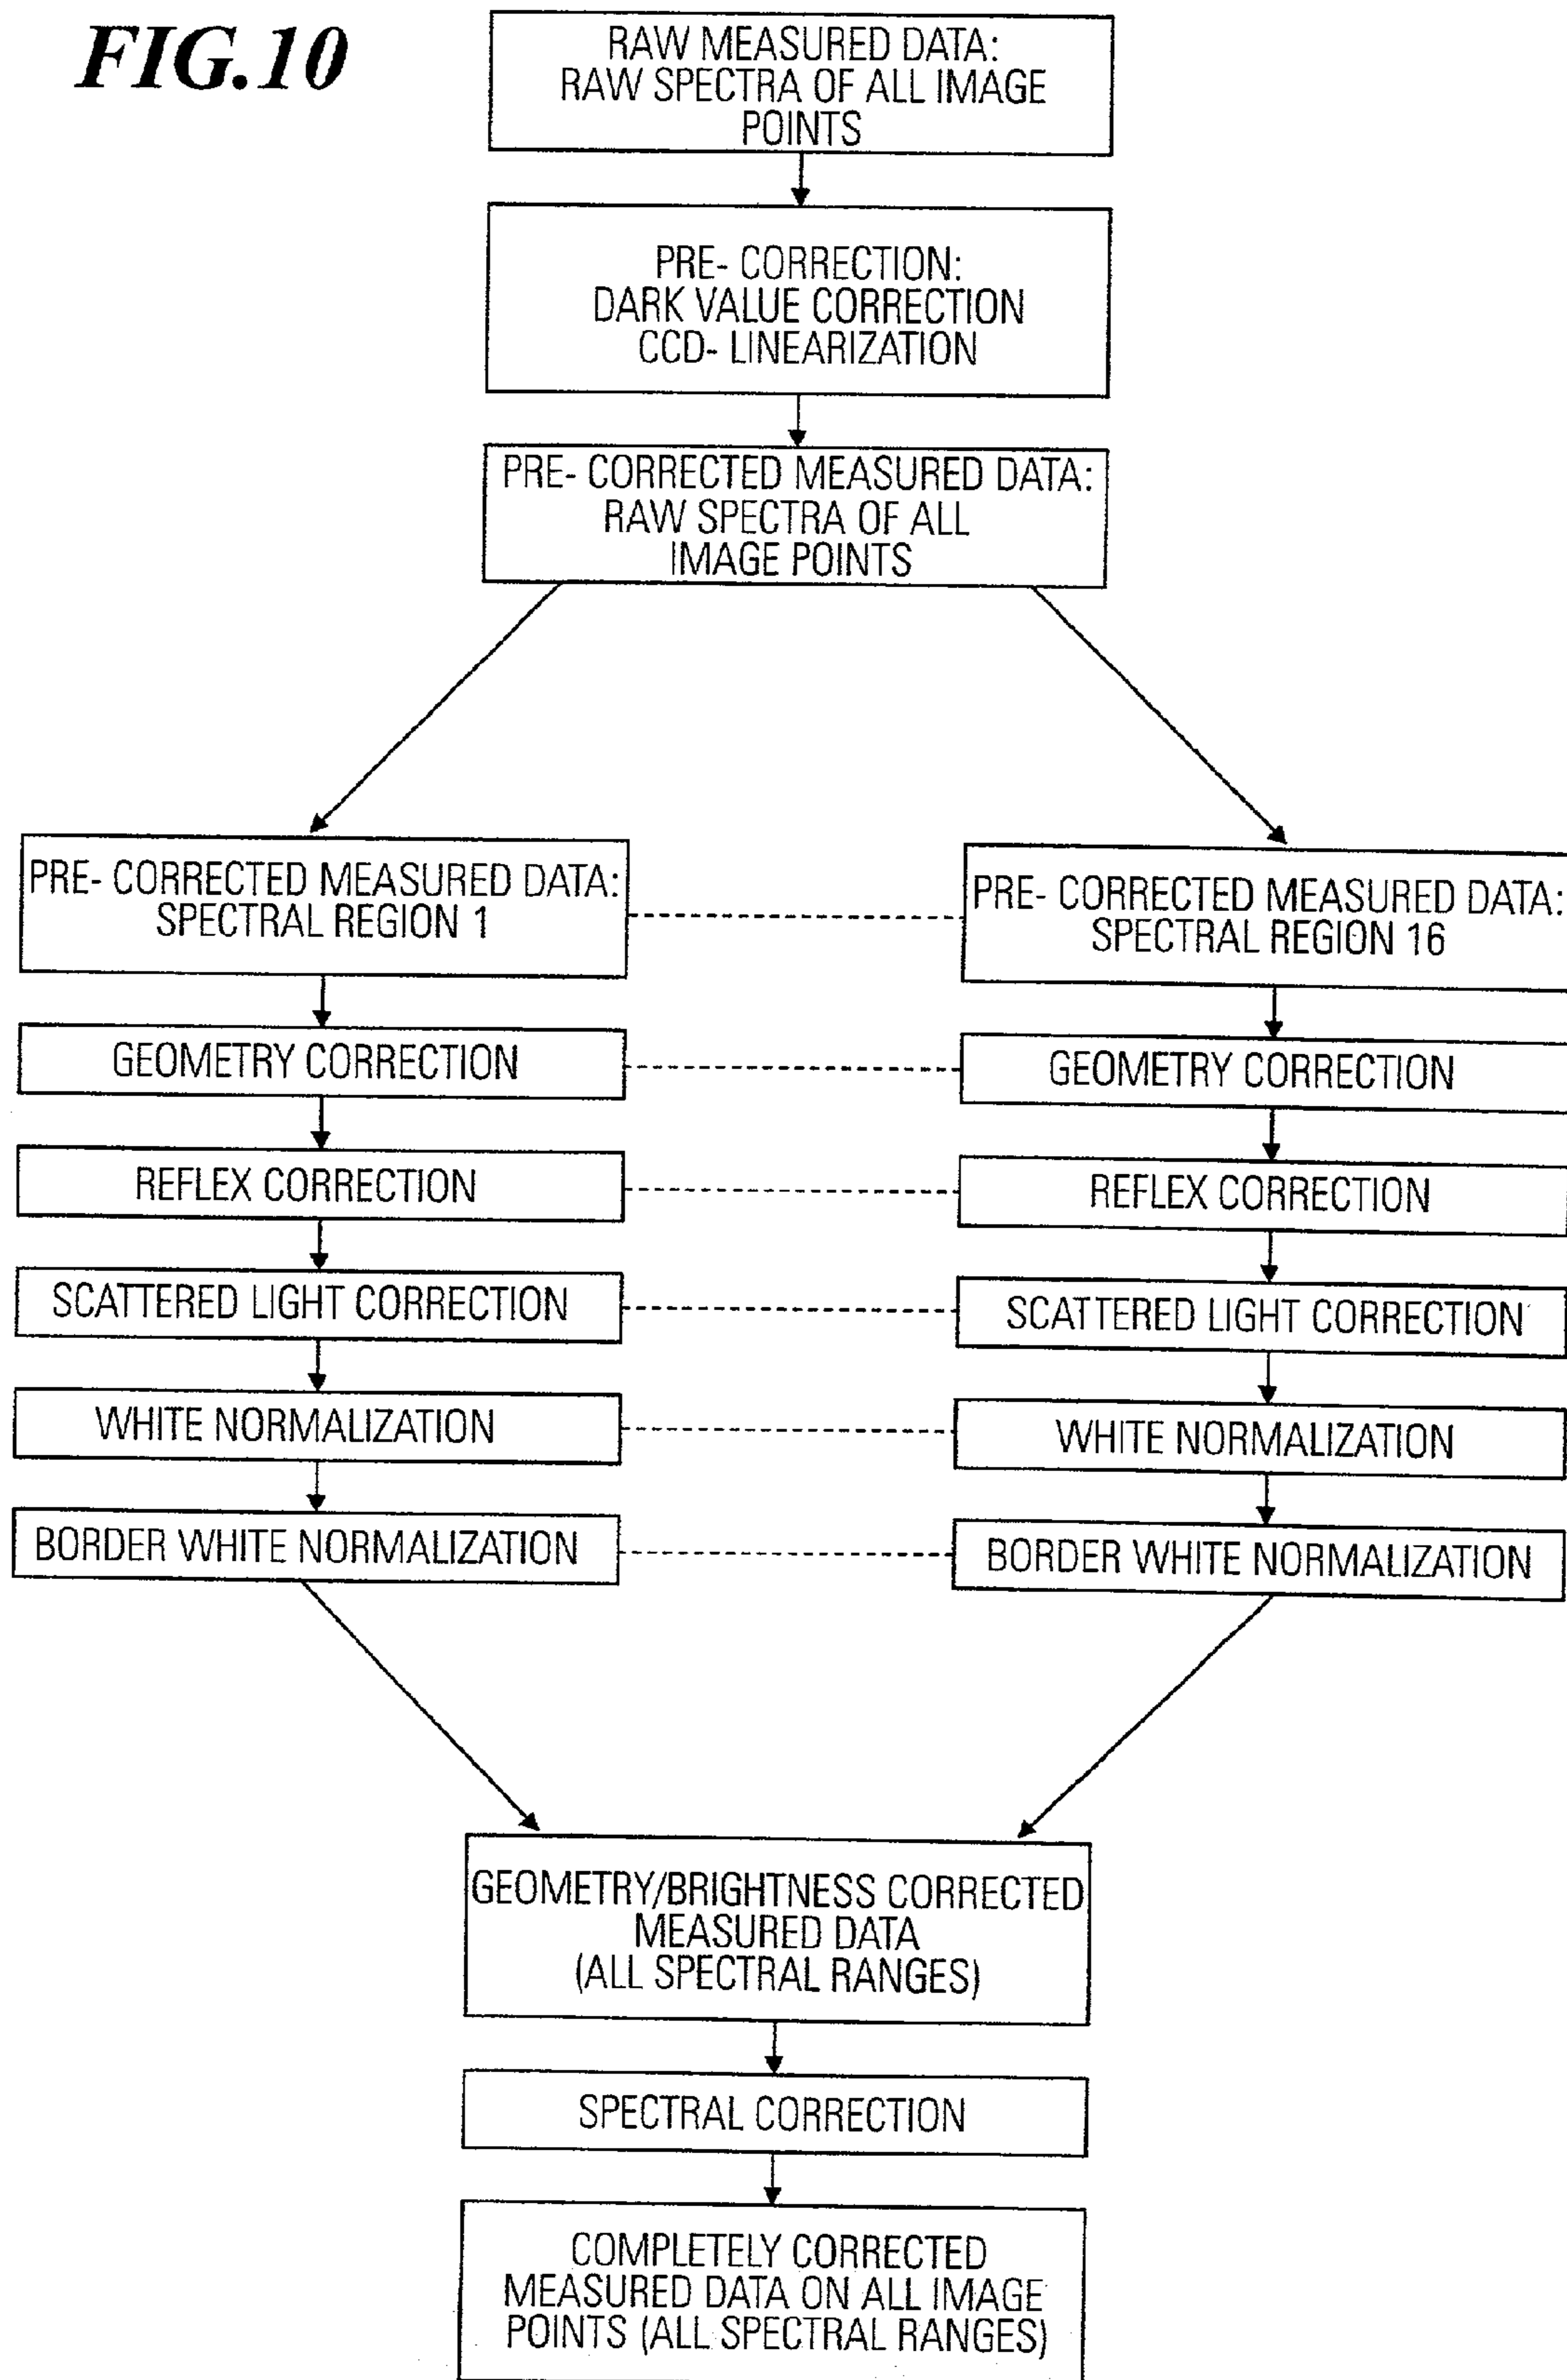 FIG.10
RAW MEASURED DATA:
RAW SPECTRA OF ALL IMAGE
POINTS
PRE- CORRECTION:
DARK VALUE CORRECTION
CCD- LINEARIZATION
PRE- CORRECTED MEASURED DATA:
RAW SPECTRA OF ALL
IMAGE POINTS
PRE- CORRECTED MEASURED DATA:
SPECTRAL REGION 1
GEOMETRY CORRECTION
REFLEX CORRECTION
SCATTERED LIGHT CORRECTION
WHITE NORMALIZATION
BORDER WHITE NORMALIZATION
PRE- CORRECTED MEASURED DATA:
SPECTRAL REGION 16
GEOMETRY CORRECTION
REFLEX CORRECTION
SCATTERED LIGHT CORRECTION
WHITE NORMALIZATION
BORDER WHITE NORMALIZATION
GEOMETRY/BRIGHTNESS CORRECTED
MEASURED DATA
(ALL SPECTRAL RANGES)
SPECTRAL CORRECTION
COMPLETELY CORRECTED
MEASURED DATA ON ALL IMAGE
POINTS (ALL SPECTRAL RANGES)